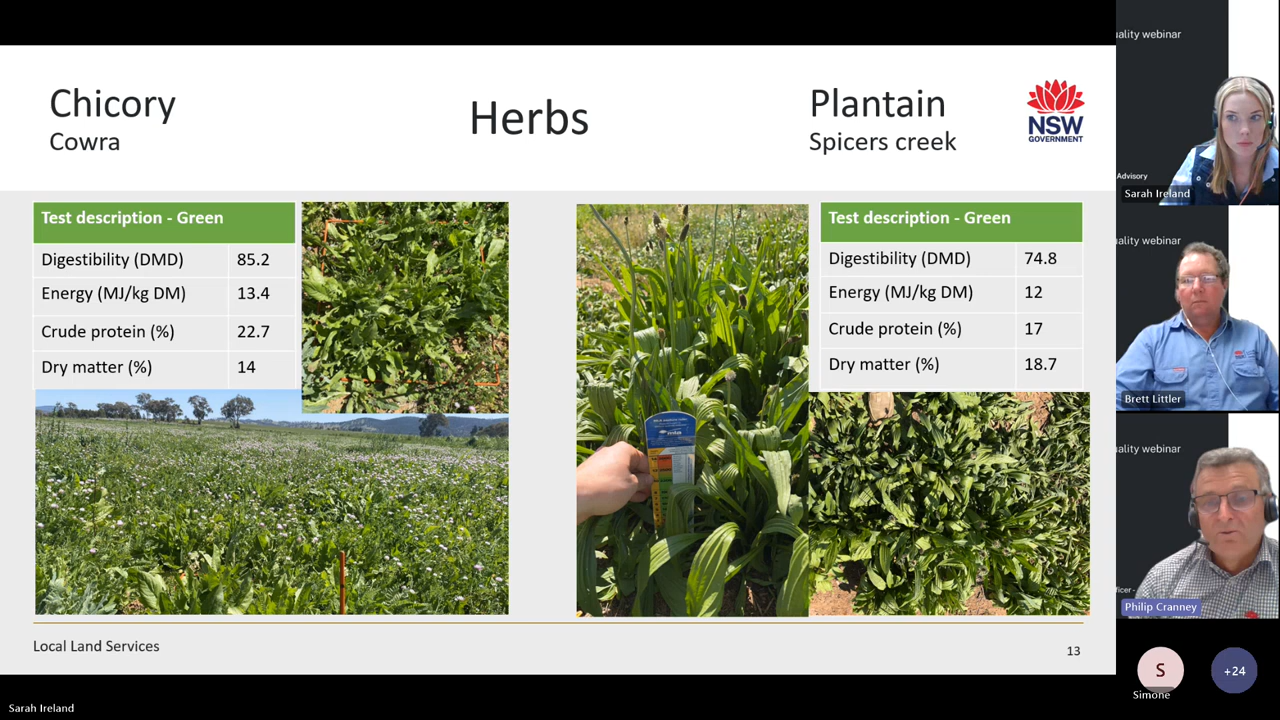 Chicory
Cowra
Herbs
Plantain
Spicers creek
NSW
GOVERNMENT
Test description - Green
Digestibility (DMD) 85.2
Energy (MJ/kg DM) 13.4
Crude protein (%) 22.7
Dry matter (%) 14
Test description - Green
Digestibility (DMD) 74.8
Energy (MJ/kg DM) 12
Crude protein (%) 17
Dry matter (%) 18.7
Local Land Services
13
Sarah Ireland
uality webinar
Advisory
Sarah Ireland
uality webinar
Brett Littler
uality webinar
ficer -
Philip Cranney
S
Simone
+24